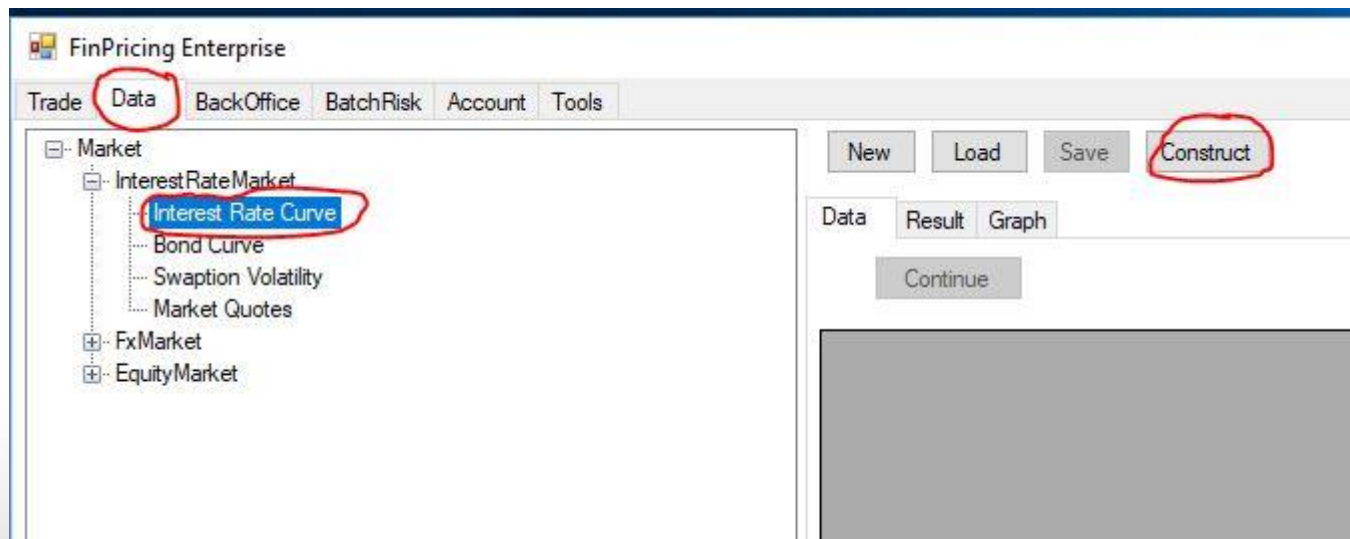 FinPricing Enterprise
Trade Data BackOffice BatchRisk Account Tools
Market
InterestRateMarket
Interest Rate Curve
Bond Curve
Swaption Volatility
Market Quotes
FxMarket
EquityMarket
New Load Save Construct
Data Result Graph
Continue